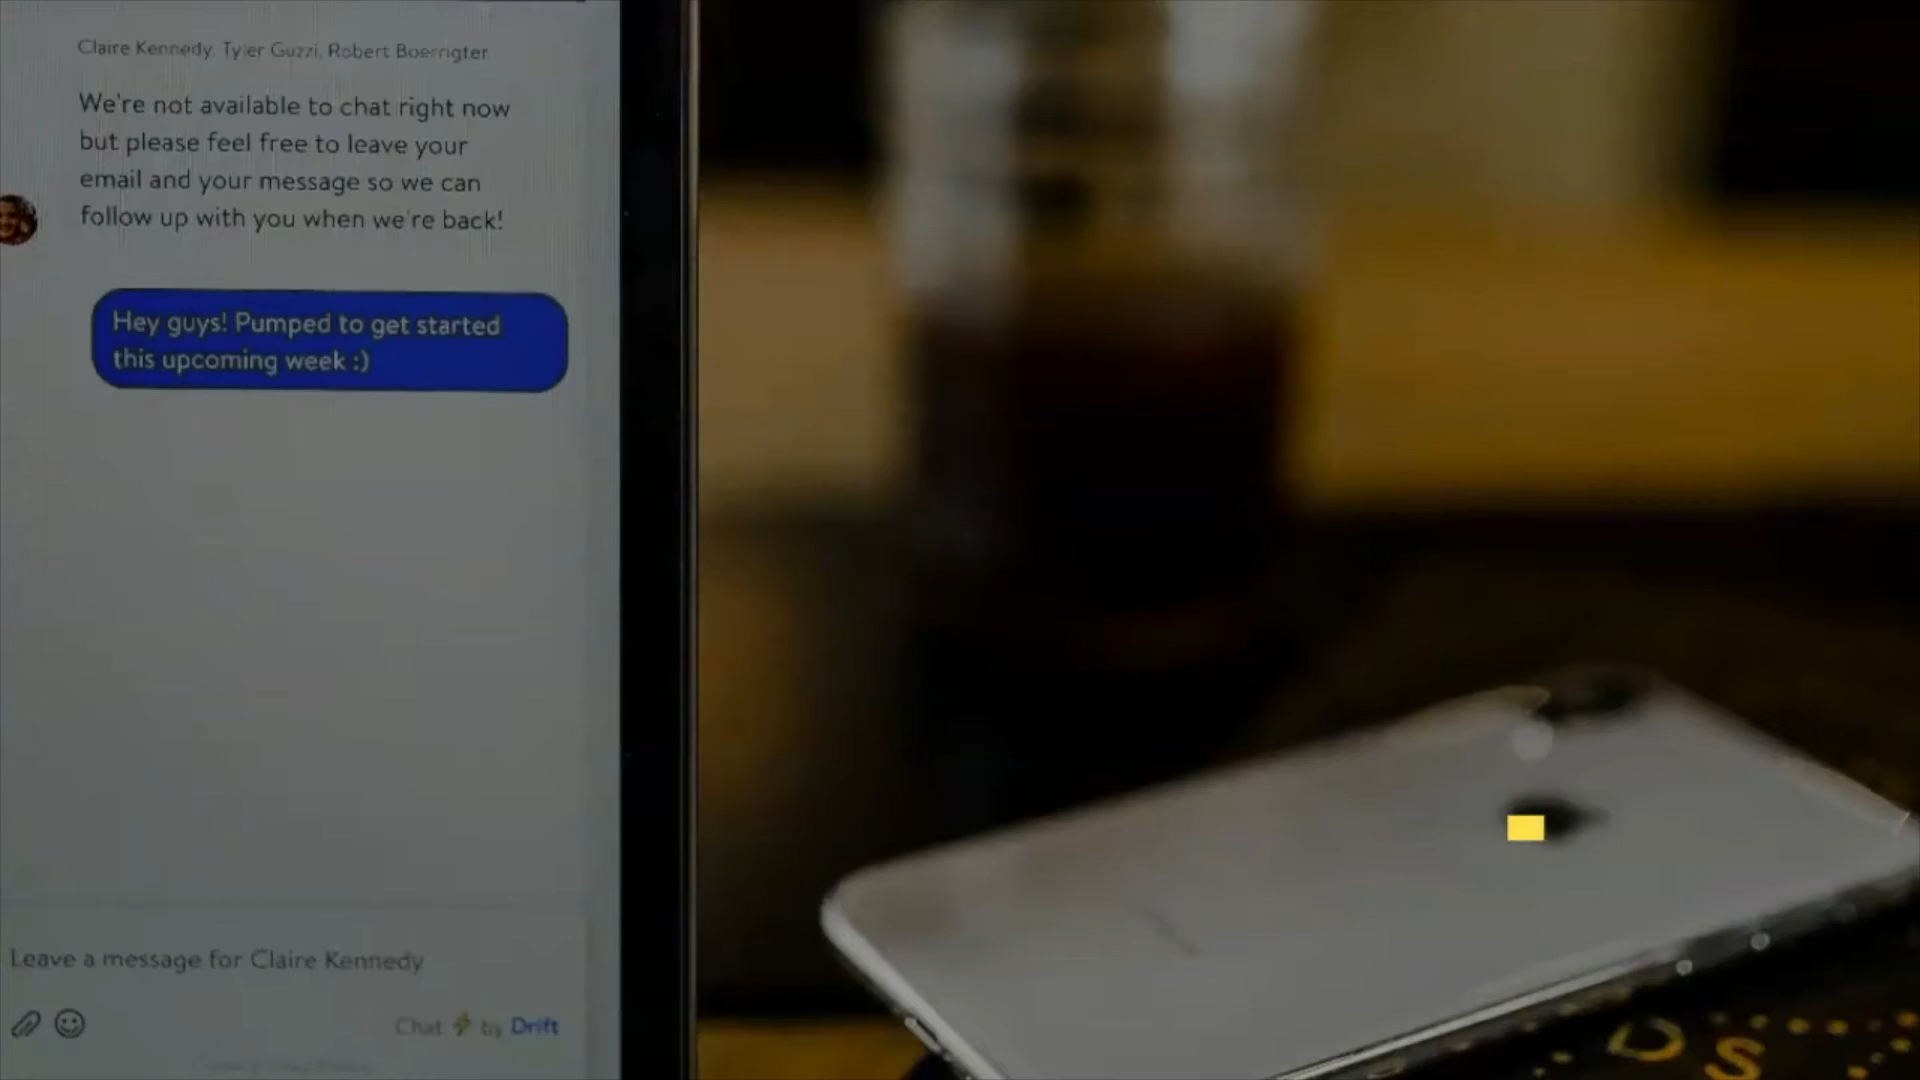 Claire Kennedy, Tyler Guzzi, Robert Boerrigter
We're not available to chat right now
but please feel free to leave your
email and your message so we can
follow up with you when we're back!
Hey guys! Pumped to get started
this upcoming week :)
Leave a message for Claire Kennedy
Chat ⚡ by Drift
OS